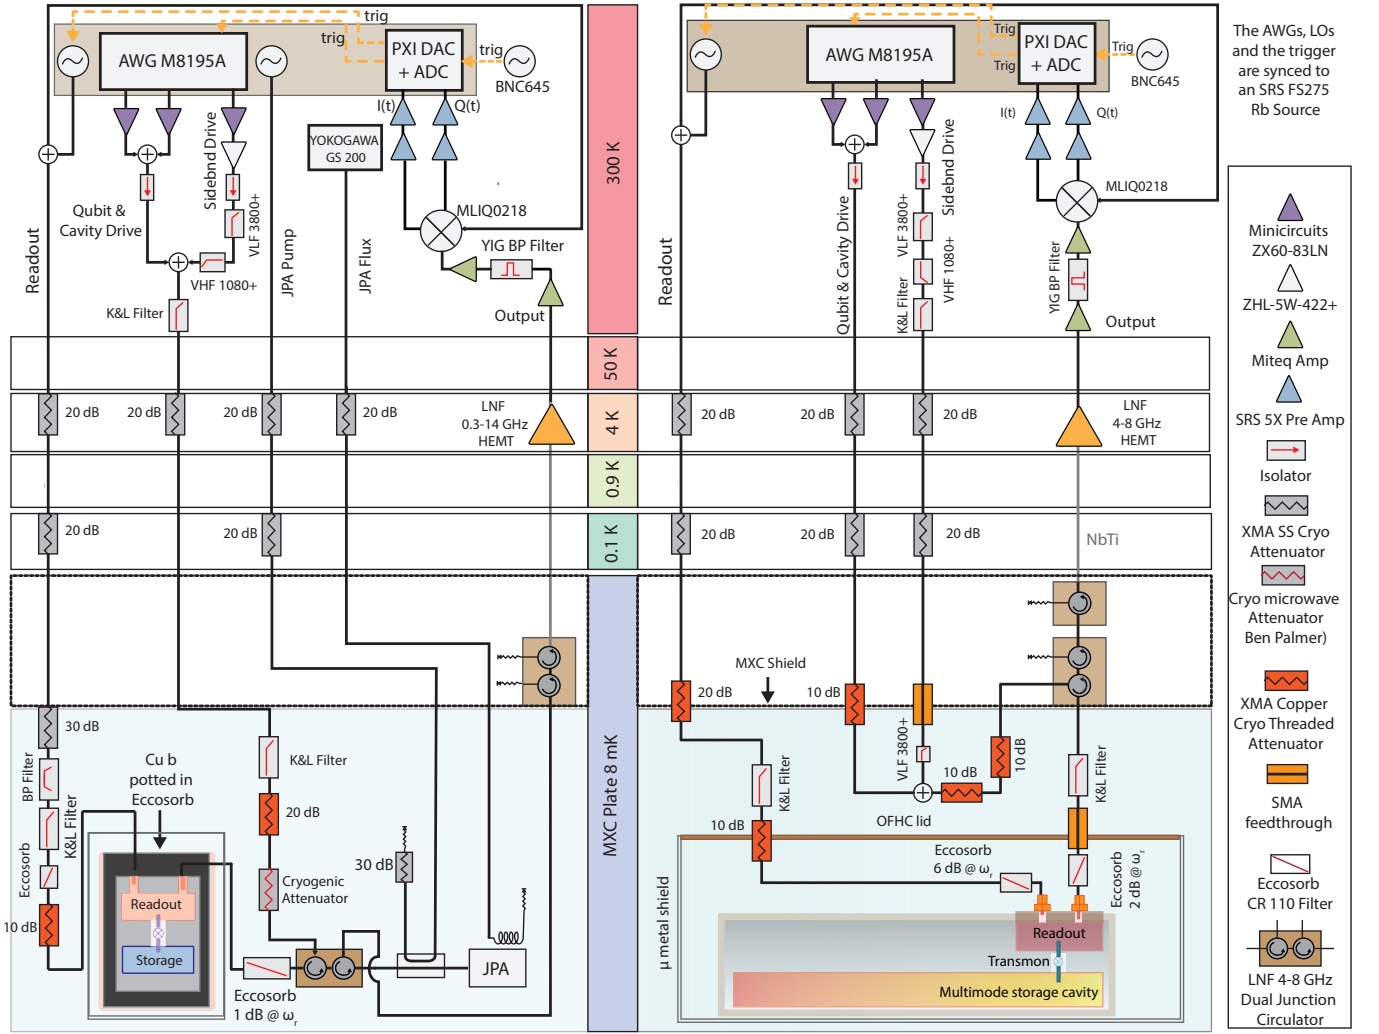 trig
trig
trig
AWG M8195A
PXI DAC
+ ADC
BNC645
I(t)
Q(t)
YOKOGAWA
GS 200
Sidebnd Drive
VLF 3800+
Qubit &
Cavity Drive
MLIQ0218
YIG BP Filter
VHF 1080+
K&L Filter
Readout
JPA Pump
JPA Flux
Output
20 dB
20 dB
20 dB
20 dB
LNF
0.3-14 GHz
HEMT
20 dB
20 dB
30 dB
BP Filter
K&L Filter
Eccosorb
10 dB
Cu b
potted in
Eccosorb
Readout
Storage
K&L Filter
20 dB
Cryogenic
Attenuator
30 dB
JPA
Eccosorb
1 dB @ ωr
300 K
50 K
4 K
0.9 K
0.1 K
MXC Plate 8 mK
AWG M8195A
Trig
Trig
Trig
PXI DAC
+ ADC
BNC645
I(t)
Q(t)
Readout
Qubit & Cavity Drive
Sidebnd Drive
VLF 3800+
VHF 1080+
K&L Filter
MLIQ0218
YIG BP Filter
Output
20 dB
20 dB
20 dB
LNF
4-8 GHz
HEMT
20 dB
20 dB
20 dB
NbTi
MXC Shield
20 dB
10 dB
VLF 3800+
10 dB
10 dB
K&L Filter
K&L Filter
10 dB
OFHC lid
Eccosorb
6 dB @ ωr
Eccosorb
2 dB @ ωr
μ metal shield
Readout
Transmon
Multimode storage cavity
The AWGs, LOs
and the trigger
are synced to
an SRS FS275
Rb Source
Minicircuits
ZX60-83LN
ZHL-5W-422+
Miteq Amp
SRS 5X Pre Amp
Isolator
XMA SS Cryo
Attenuator
Cryo microwave
Attenuator
Ben Palmer)
XMA Copper
Cryo Threaded
Attenuator
SMA
feedthrough
Eccosorb
CR 110 Filter
LNF 4-8 GHz
Dual Junction
Circulator